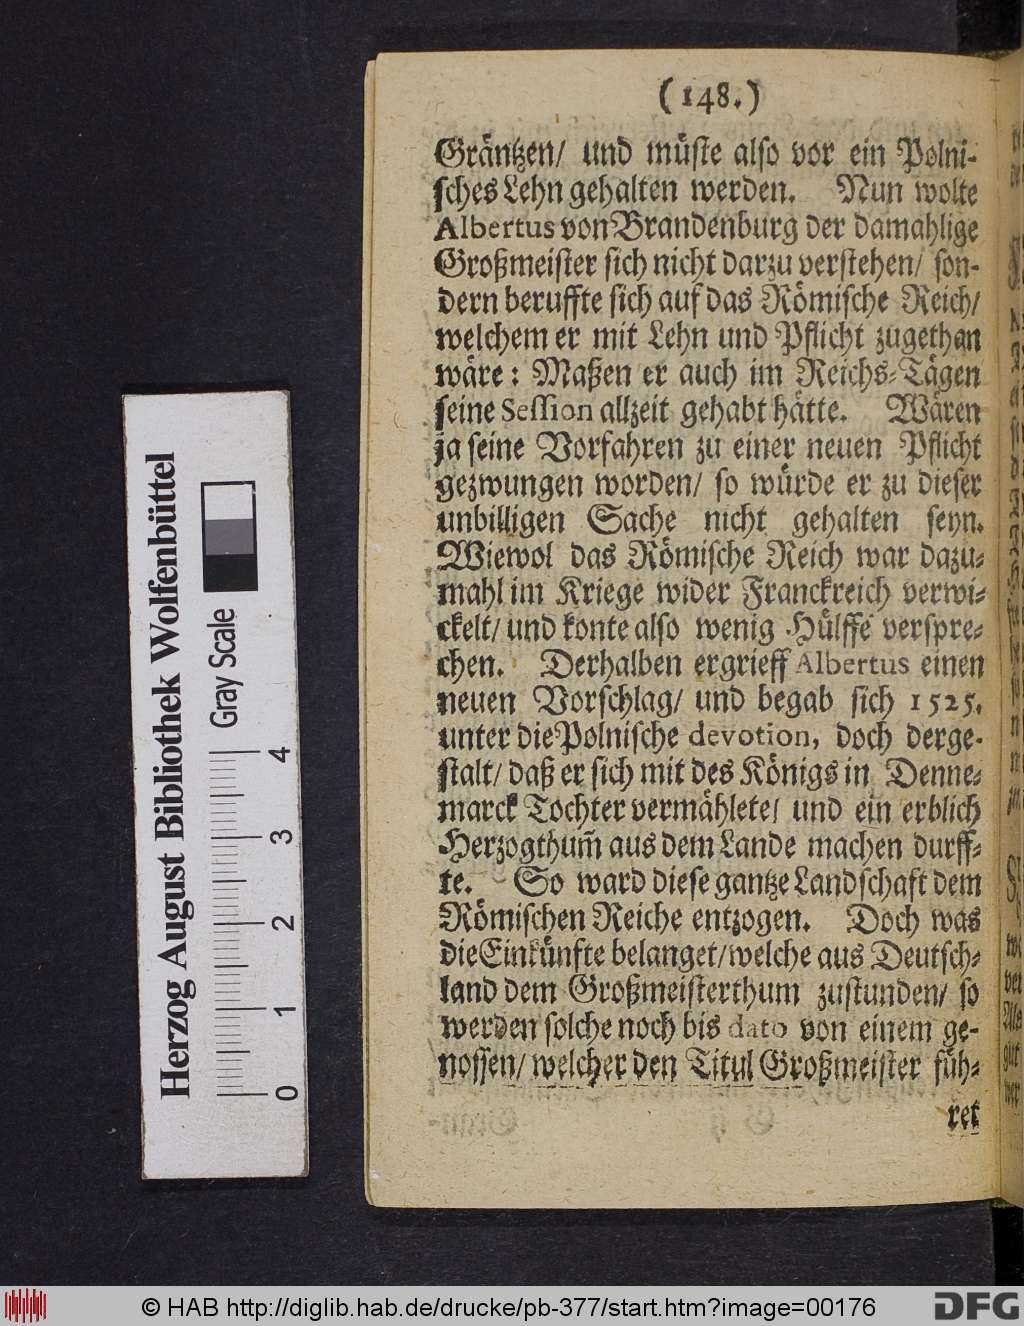 (148.)
Gräntzen/ und müſte alſo vor ein Polni-
ſches Lehn gehalten werden. Nun wolte
Albertus von Brandenburg der damahlige
Großmeiſter ſich nicht darzu verſtehen/ ſon-
dern beruffte ſich auf das Römiſche Reich/
welchem er mit Lehn und Pflicht zugethan
wäre: Maßen er auch im Reichs-Tägen
ſeine Seſſion allzeit gehabt hätte. Wären
ja ſeine Vorfahren zu einer neuen Pflicht
gezwungen worden/ ſo würde er zu dieſer
unbilligen Sache nicht gehalten ſeyn.
Wiewol das Römiſche Reich war dazu-
mahl im Kriege wider Franckreich verwi-
ckelt/ und konte alſo wenig Hülffe verſpre-
chen. Derhalben ergrieff Albertus einen
neuen Vorſchlag/ und begab ſich 1525.
unter die Polniſche devotion, doch derge-
ſtalt/ daß er ſich mit des Königs in Denne-
marck Tochter vermählete/ und ein erblich
Herzogthum̃ aus dem Lande machen durff-
te. So ward dieſe gantze Landſchaft dem
Römiſchen Reiche entzogen. Doch was
die Einkünfte belanget/ welche aus Deutſch-
land dem Großmeiſterthum zuſtunden/ ſo
werden ſolche noch bis dato von einem ge-
noſſen/ welcher den Titul Großmeiſter füh-
ret
Herzog August Bibliothek Wolfenbüttel
Gray Scale
0 1 2 3 4
© HAB http://diglib.hab.de/drucke/pb-377/start.htm?image=00176
DFG